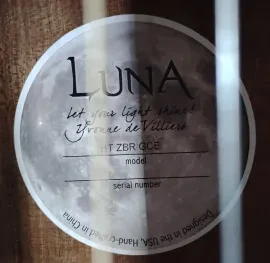 LUNA
Let your light shine!
Yvonne de Villiers
HT ZBR GCE
model
serial number
Designed in the USA, Hand-Crafted in China